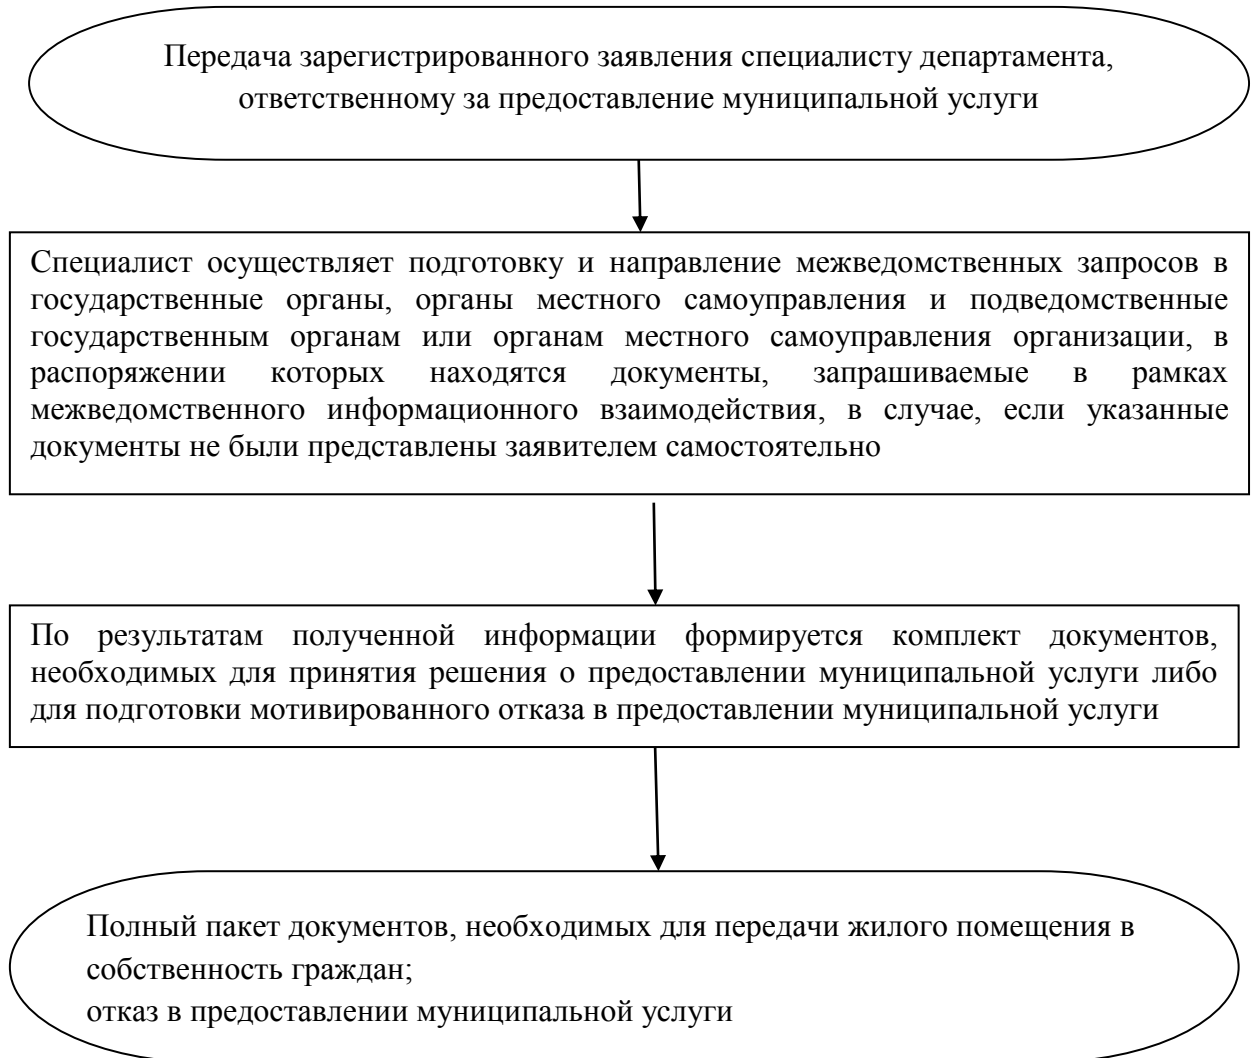 Передача зарегистрированного заявления специалисту департамента,
ответственному за предоставление муниципальной услуги
Специалист осуществляет подготовку и направление межведомственных запросов в
государственные органы, органы местного самоуправления и подведомственные
государственным органам или органам местного самоуправления организации, в
распоряжении которых находятся документы, запрашиваемые в рамках
межведомственного информационного взаимодействия, в случае, если указанные
документы не были представлены заявителем самостоятельно
По результатам полученной информации формируется комплект документов,
необходимых для принятия решения о предоставлении муниципальной услуги либо
для подготовки мотивированного отказа в предоставлении муниципальной услуги
Полный пакет документов, необходимых для передачи жилого помещения в
собственность граждан;
отказ в предоставлении муниципальной услуги